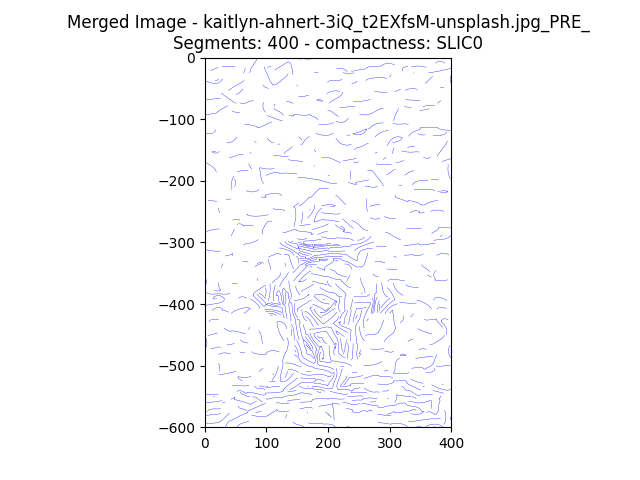 Merged Image - kaitlyn-ahnert-3iQ_t2EXfsM-unsplash.jpg_PRE_
Segments: 400 - compactness: SLIC0
0
−100
−200
−300
−400
−500
−600
0 100 200 300 400